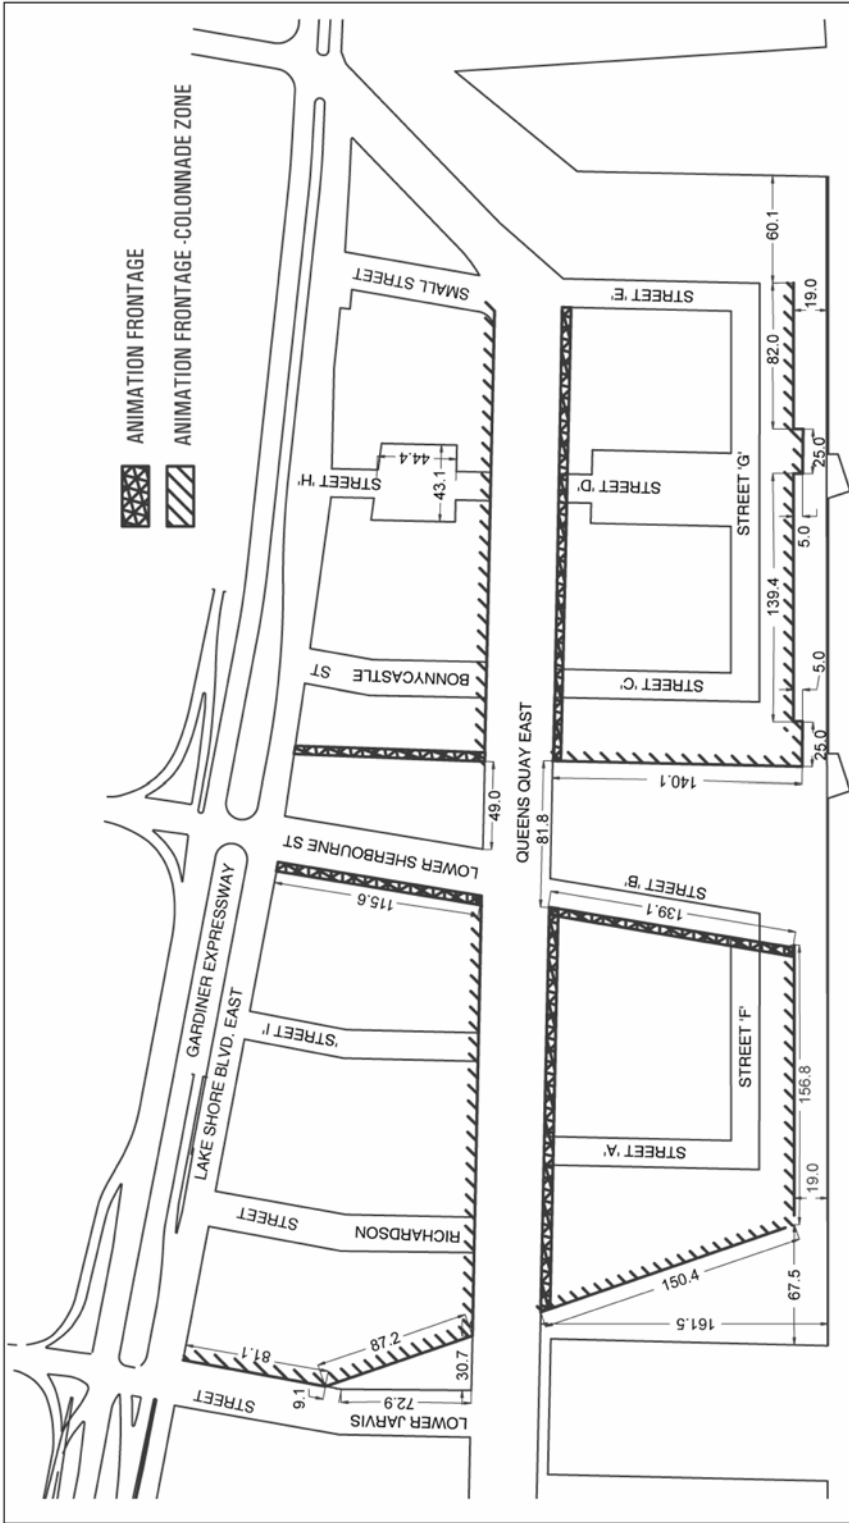 ANIMATION FRONTAGE
ANIMATION FRONTAGE -COLONNADE ZONE
GARDINER EXPRESSWAY
LAKE SHORE BLVD. EAST
LOWER JARVIS
STREET
RICHARDSON
STREET
'STREET I'
LOWER SHERBOURNE ST
BONNYCASTLE
ST
STREET 'H'
SMALL STREET
QUEENS QUAY EAST
STREET 'A'
STREET 'B'
STREET 'C'
STREET 'D'
STREET 'E'
STREET 'F'
STREET 'G'
81.1
87.2
9.1
72.9
30.7
115.6
49.0
81.8
43.1
44.4
161.5
150.4
67.5
19.0
156.8
139.1
140.1
25.0
5.0
139.4
5.0
25.0
82.0
19.0
60.1